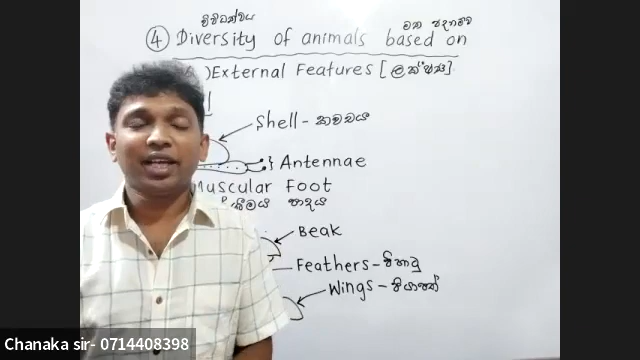 විවිධත්වය
මත පදනම්ව
④ Diversity of animals based on
)External Features [ලක්ෂණ]
Shell - කවචය
} Antennae
Muscular Foot
පාදය
Beak
Feathers - පිහාටු
Wings - පියාපත්
Chanaka sir- 0714408398